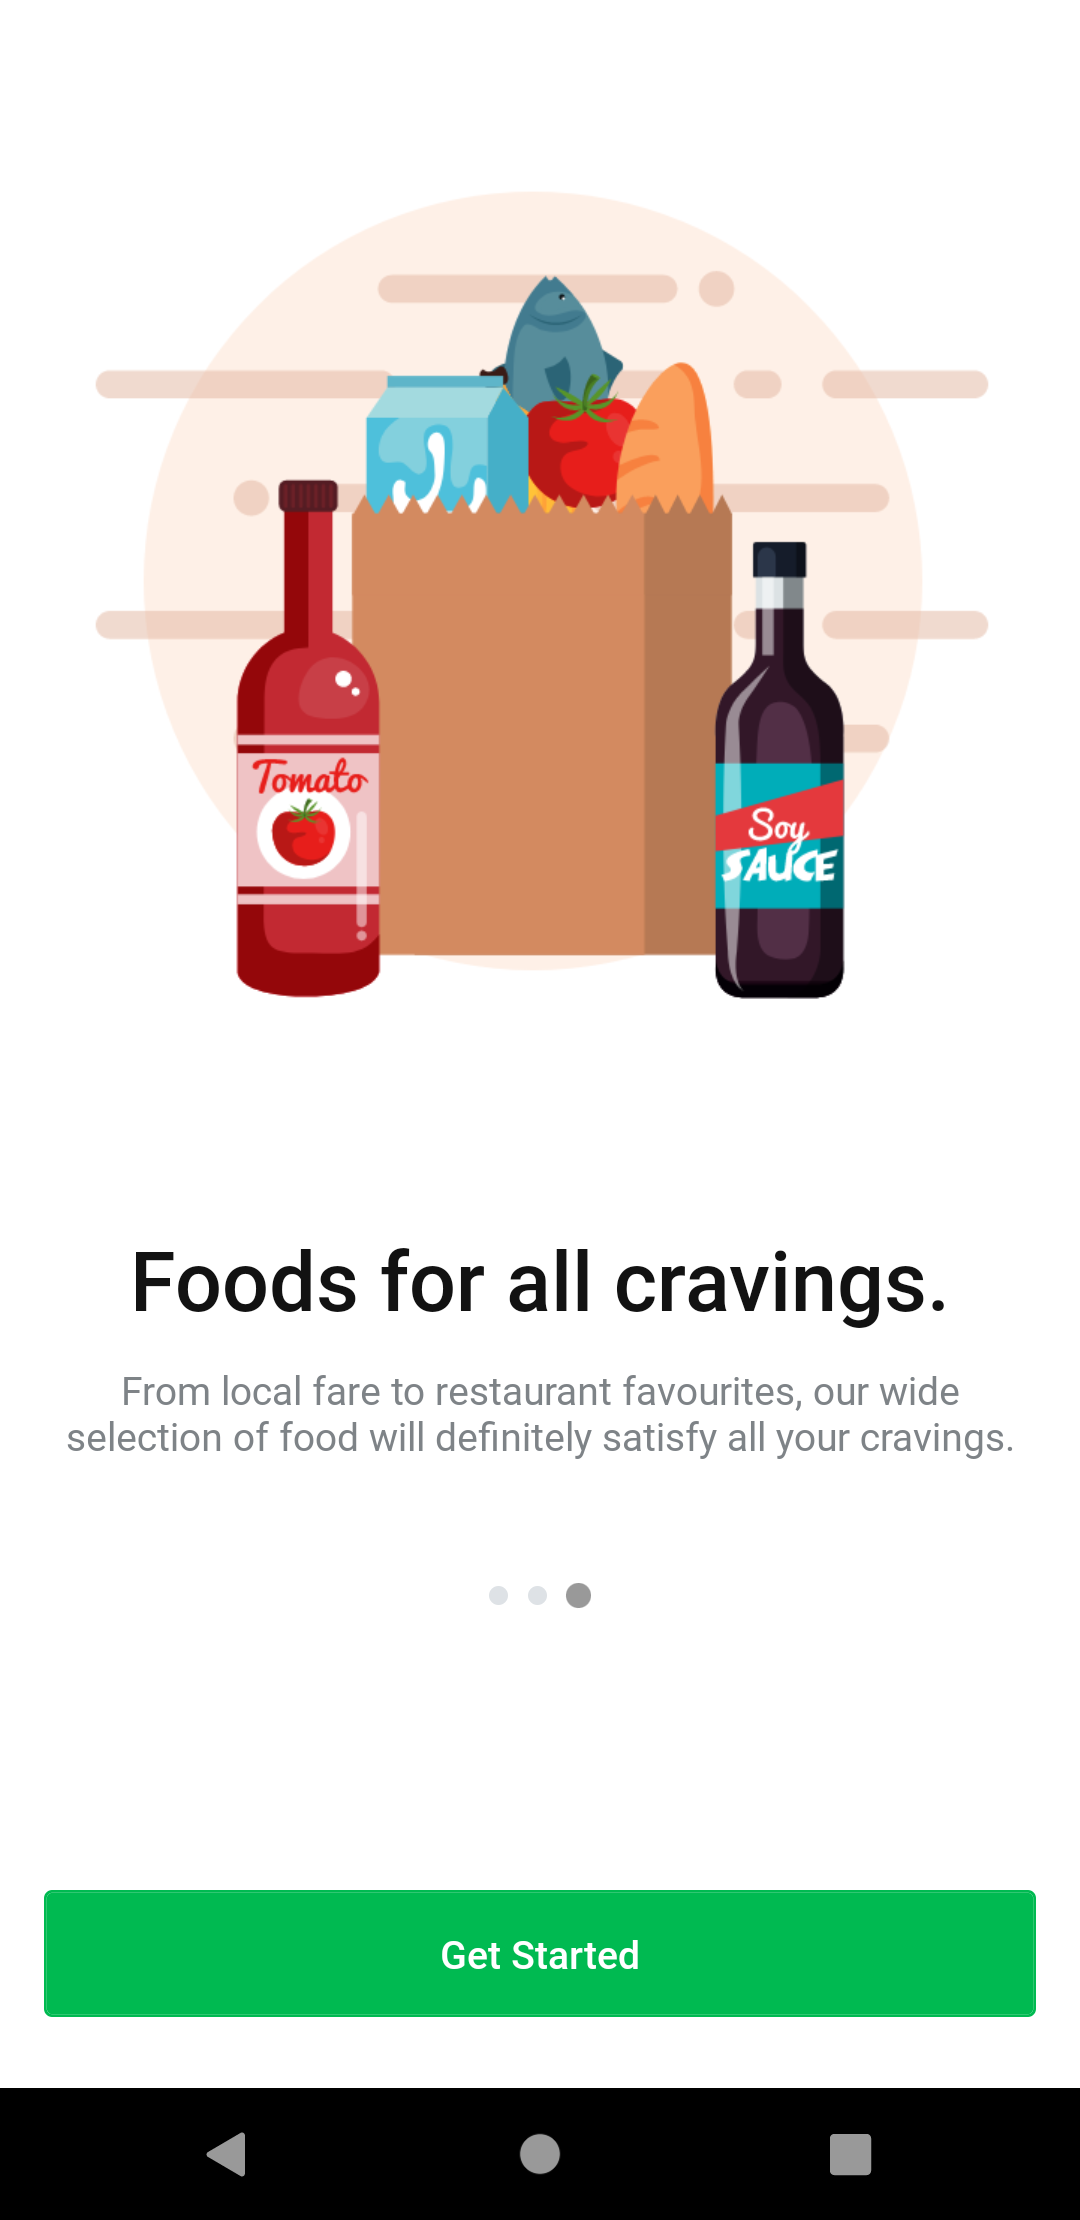 Tomato
Soy
SAUCE
Foods for all cravings.
From local fare to restaurant favourites, our wide
selection of food will definitely satisfy all your cravings.
Get Started